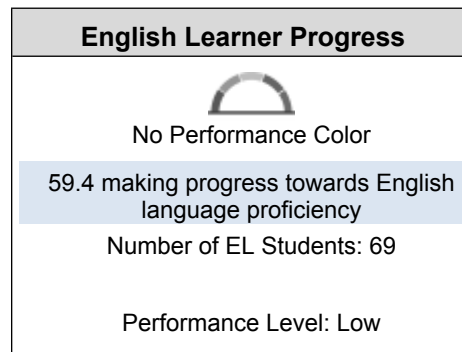 English Learner Progress
No Performance Color
59.4 making progress towards English
language proficiency
Number of EL Students: 69
Performance Level: Low